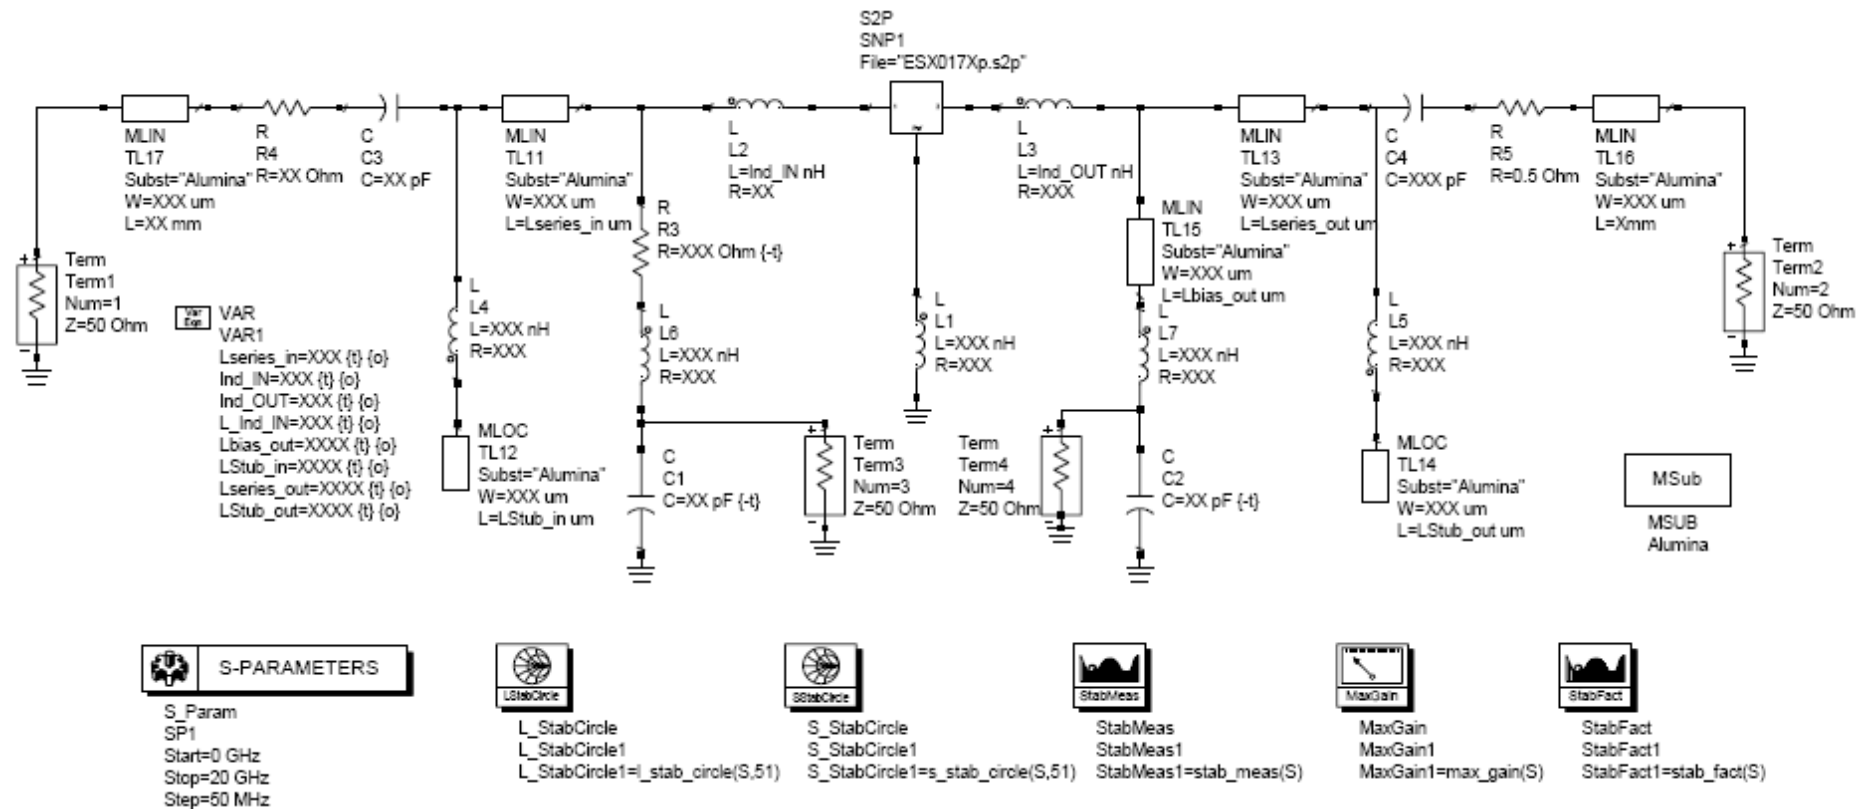 S2P
SNP1
File="ESX017Xp.s2p"
MLIN
TL17
Subst="Alumina"
W=XXX um
L=XX mm
R
R4
R=XX Ohm
C
C3
C=XX pF
MLIN
TL11
Subst="Alumina"
W=XXX um
L=Lseries_in um
L
L2
L=Ind_IN nH
R=XX
L
L3
L=Ind_OUT nH
R=XXX
MLIN
TL13
Subst="Alumina"
W=XXX um
L=Lseries_out um
C
C4
C=XXX pF
R
R5
R=0.5 Ohm
MLIN
TL16
Subst="Alumina"
W=XXX um
L=Xmm
R
R3
R=XXX Ohm {-t}
MLIN
TL15
Subst="Alumina"
W=XXX um
L=Lbias_out um
+
-
Term
Term1
Num=1
Z=50 Ohm
+
-
Term
Term2
Num=2
Z=50 Ohm
Var
Eqn
VAR
VAR1
Lseries_in=XXX {t} {o}
Ind_IN=XXX {t} {o}
Ind_OUT=XXX {t} {o}
L_Ind_IN=XXX {t} {o}
Lbias_out=XXXX {t} {o}
LStub_in=XXXX {t} {o}
Lseries_out=XXXX {t} {o}
LStub_out=XXXX {t} {o}
L
L4
L=XXX nH
R=XXX
L
L6
L=XXX nH
R=XXX
L
L1
L=XXX nH
R=XXX
L
L7
L=XXX nH
R=XXX
L
L5
L=XXX nH
R=XXX
MLOC
TL12
Subst="Alumina"
W=XXX um
L=LStub_in um
C
C1
C=XX pF {-t}
+
-
Term
Term3
Num=3
Z=50 Ohm
+
-
Term
Term4
Num=4
Z=50 Ohm
C
C2
C=XX pF {-t}
MLOC
TL14
Subst="Alumina"
W=XXX um
L=LStub_out um
MSub
MSUB
Alumina
S-PARAMETERS
S_Param
SP1
Start=0 GHz
Stop=20 GHz
Step=50 MHz
LStabCircle
L_StabCircle
L_StabCircle1
L_StabCircle1=l_stab_circle(S,51)
SStabCircle
S_StabCircle
S_StabCircle1
S_StabCircle1=s_stab_circle(S,51)
StabMeas
StabMeas
StabMeas1
StabMeas1=stab_meas(S)
MaxGain
MaxGain
MaxGain1
MaxGain1=max_gain(S)
StabFact
StabFact
StabFact1
StabFact1=stab_fact(S)